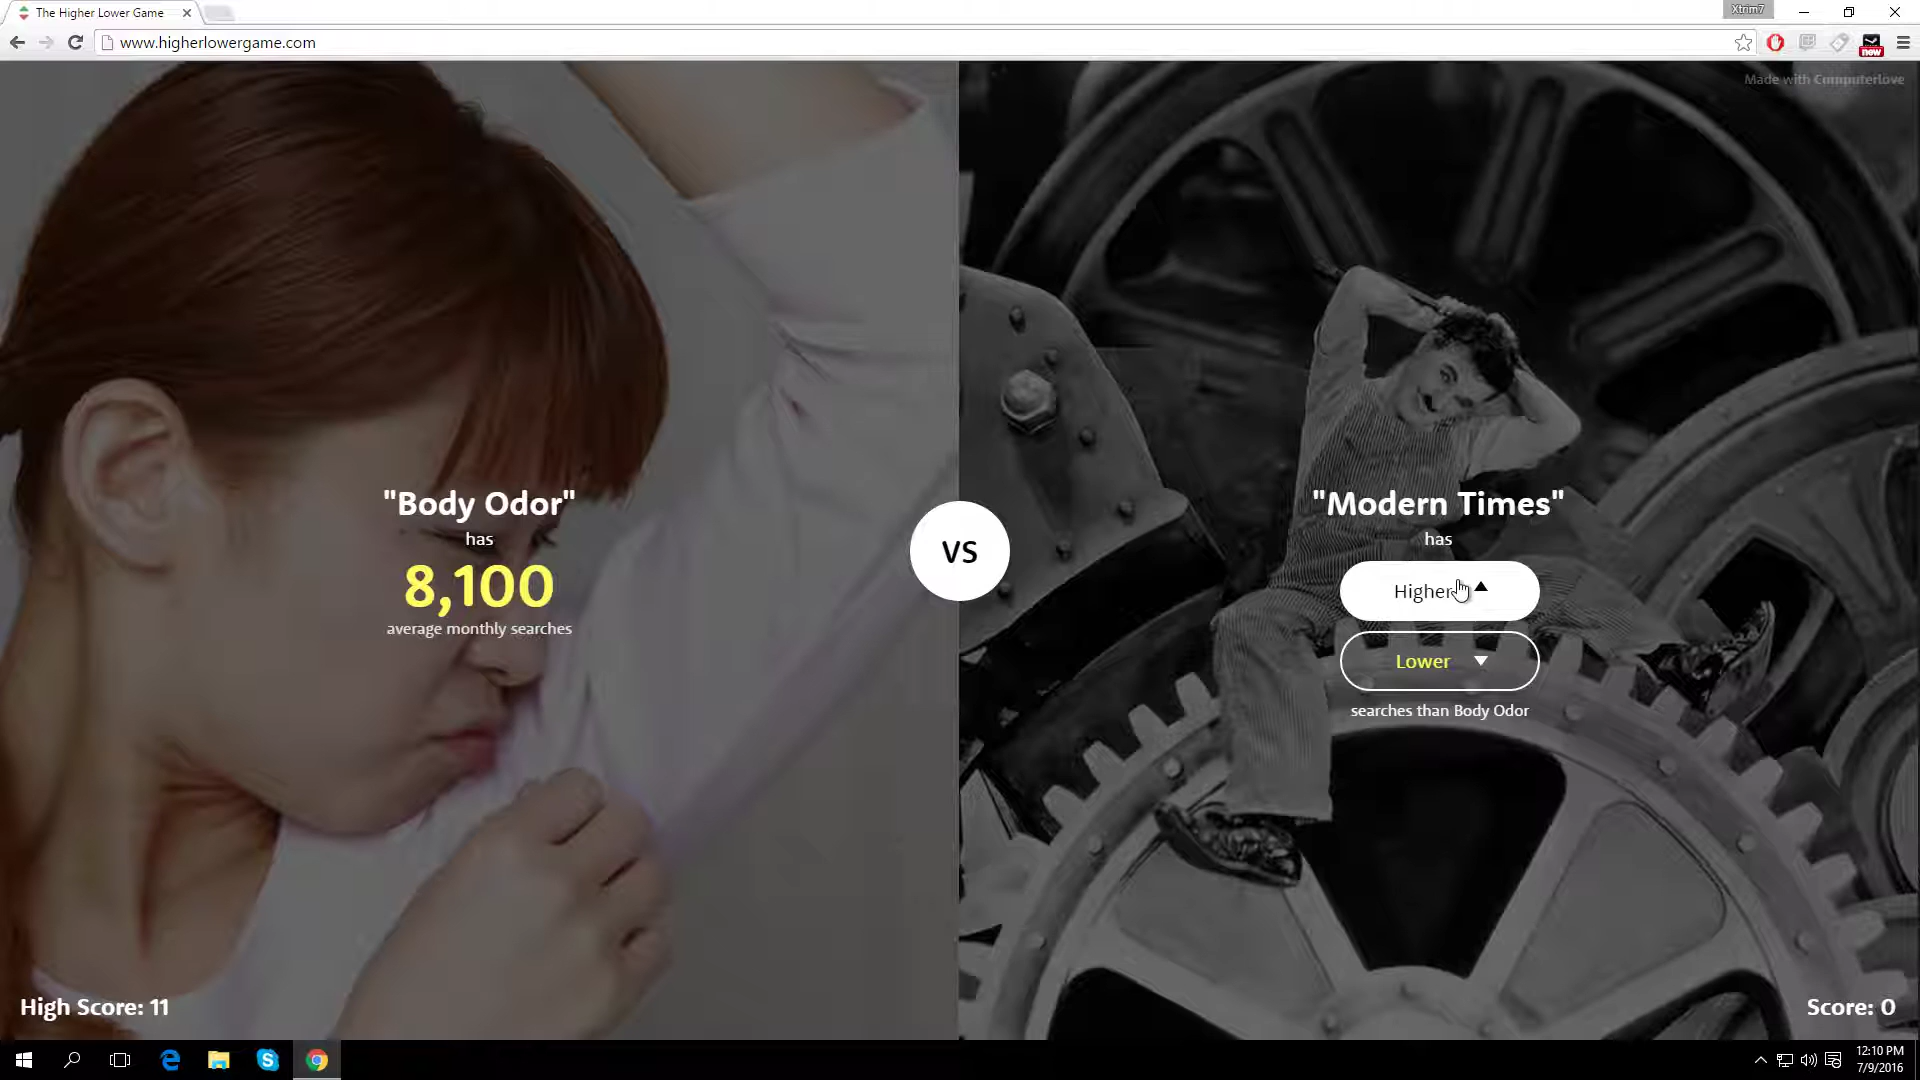 The Higher Lower Game
Xtrim7
www.higherlowergame.com
new
Made with Computerlove
"Body Odor"
has
8,100
average monthly searches
VS
"Modern Times"
has
Higher
Lower
searches than Body Odor
High Score: 11
Score: 0
12:10 PM
7/9/2016